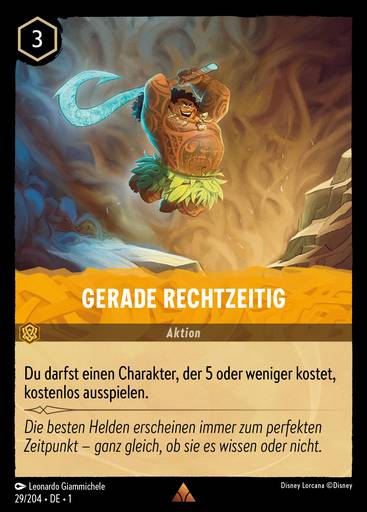 3
GERADE RECHTZEITIG
Aktion
Du darfst einen Charakter, der 5 oder weniger kostet,
kostenlos ausspielen.
Die besten Helden erscheinen immer zum perfekten
Zeitpunkt – ganz gleich, ob sie es wissen oder nicht.
Leonardo Giammichele
Disney Lorcana ©Disney
29/204 • DE • 1